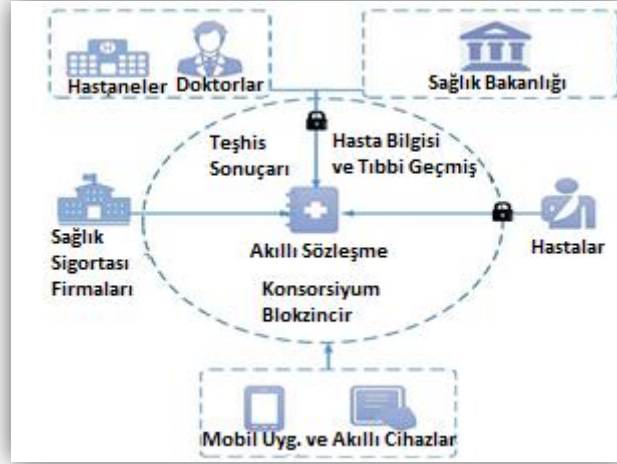 Hastaneler Doktorlar
Sağlık Bakanlığı
Teşhis
Sonuçarı
Hasta Bilgisi
ve Tıbbi Geçmiş
Sağlık
Sigortası
Firmaları
Akıllı Sözleşme
Hastalar
Konsorsiyum
Blokzincir
Mobil Uyg. ve Akıllı Cihazlar